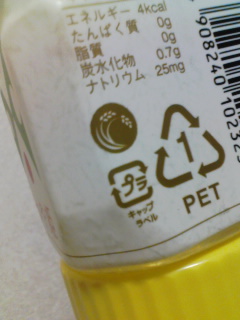 エネルギー 4kcal
たんぱく質 0g
脂質 0g
炭水化物 0.7g
ナトリウム 25mg
プラ
キャップ
ラベル
1
PET